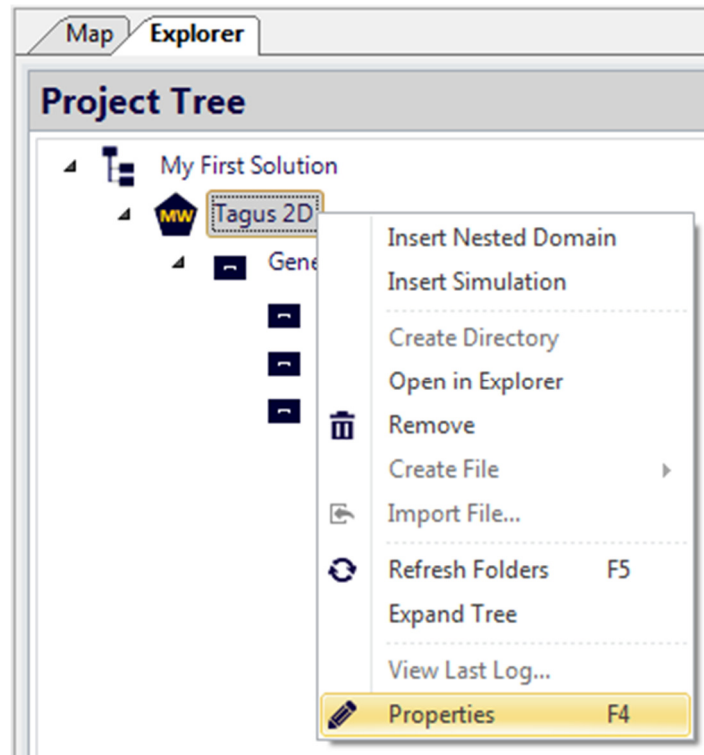 Map Explorer
Project Tree
My First Solution
MW Tagus 2D
Gene
Insert Nested Domain
Insert Simulation
Create Directory
Open in Explorer
Remove
Create File
Import File...
Refresh Folders F5
Expand Tree
View Last Log...
Properties F4